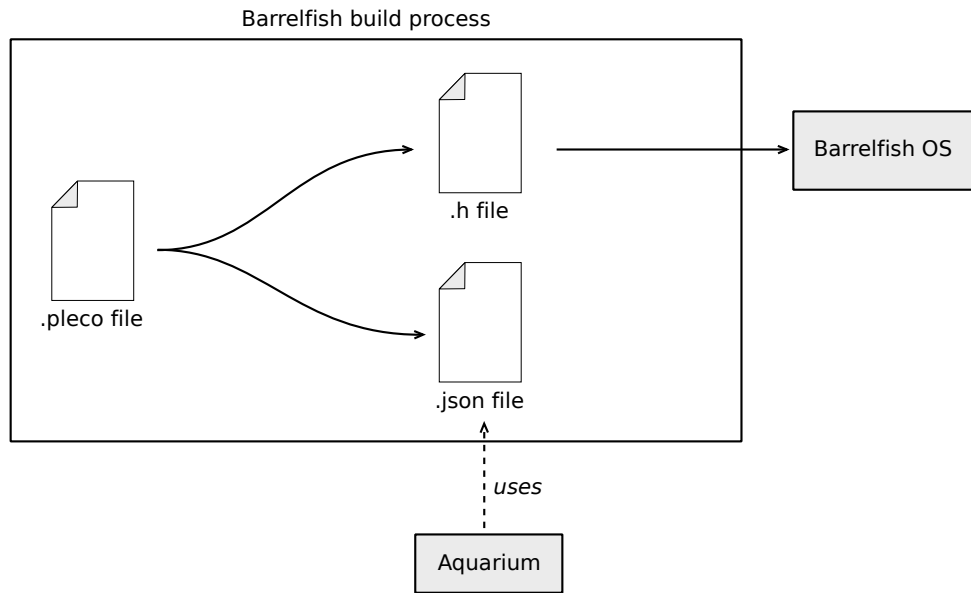 Barrelfish build process
.h file
Barrelfish OS
.pleco file
.json file
uses
Aquarium